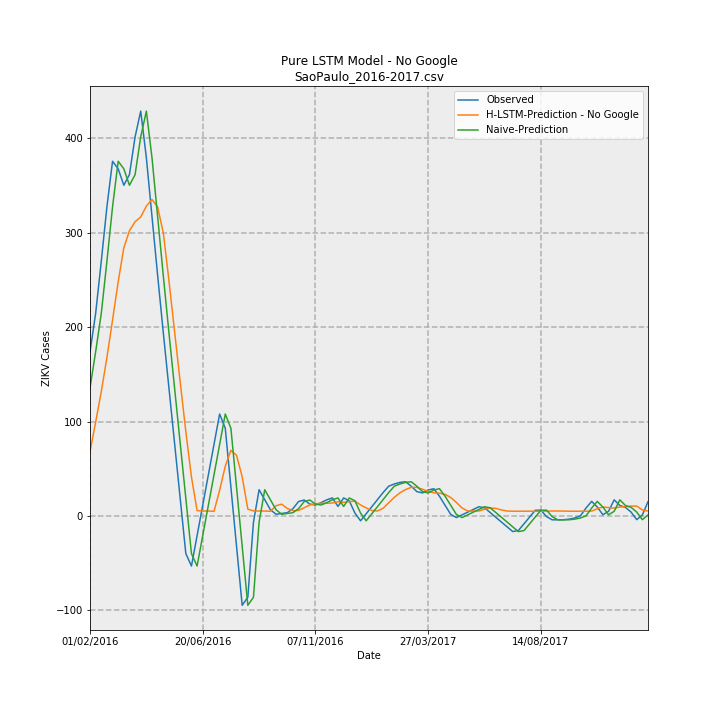 Pure LSTM Model - No Google
SaoPaulo_2016-2017.csv
Observed
H-LSTM-Prediction - No Google
Naive-Prediction
ZIKV Cases
400
300
200
100
0
−100
01/02/2016
20/06/2016
07/11/2016
27/03/2017
14/08/2017
Date